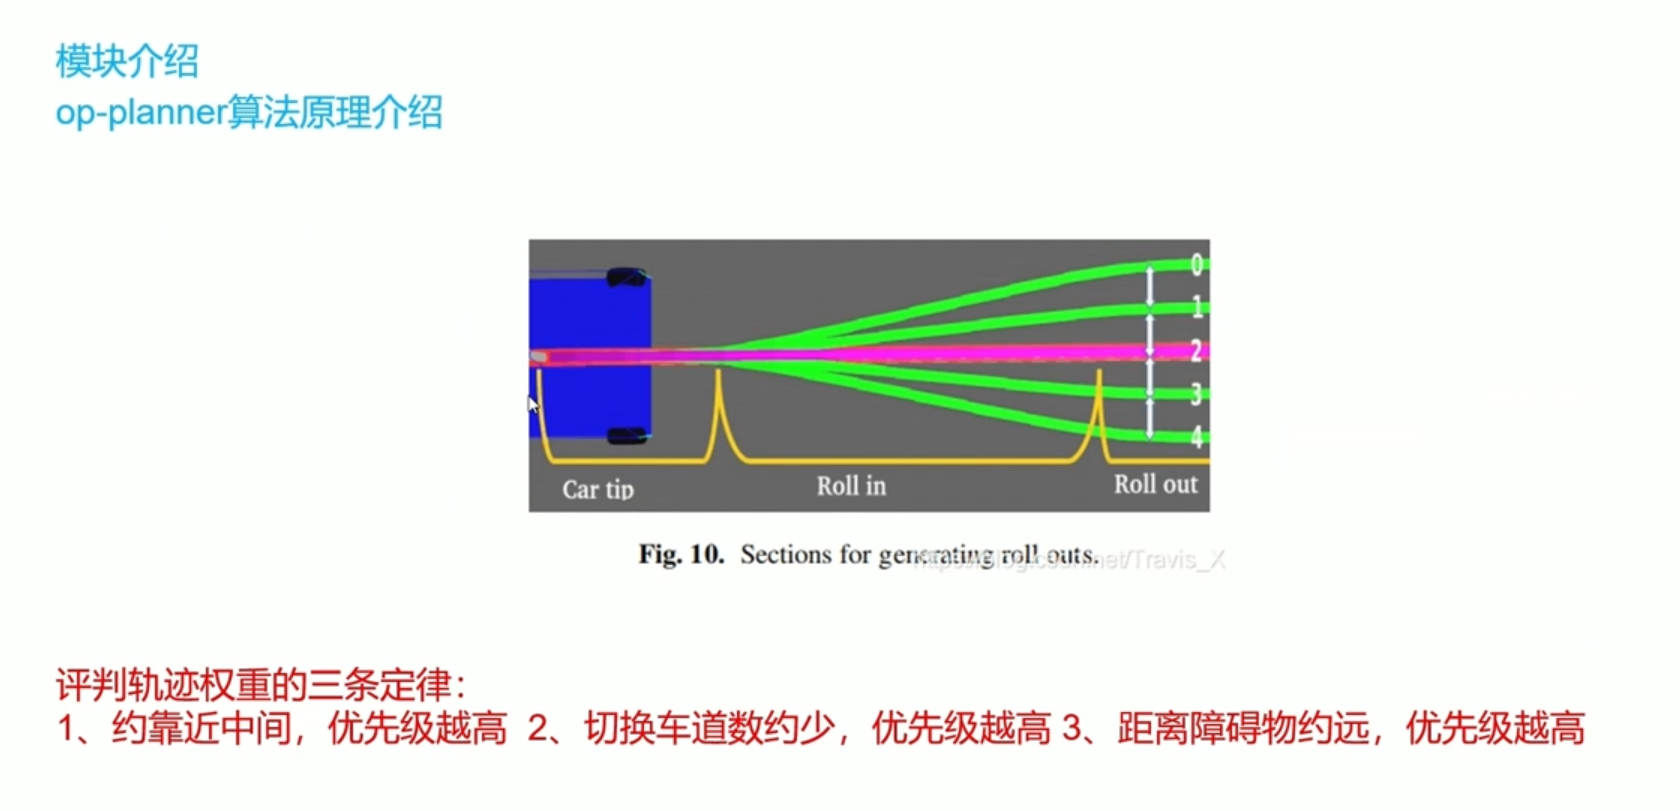 模块介绍
op-planner算法原理介绍
0
1
2
3
4
Car tip
Roll in
Roll out
Fig. 10. Sections for generating roll outs.
https://blog.csdn.net/Travis_X
评判轨迹权重的三条定律：
1、约靠近中间，优先级越高 2、切换车道数约少，优先级越高 3、距离障碍物约远，优先级越高